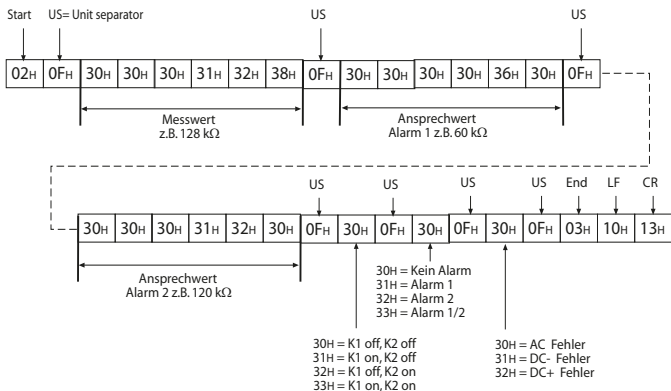 Start US= Unit separator US US
02H 0FH 30H 30H 30H 31H 32H 38H 0FH 30H 30H 30H 30H 36H 30H 0FH
Messwert
z.B. 128 kΩ
Ansprechwert
Alarm 1 z.B. 60 kΩ
US US US US End LF CR
30H 30H 30H 31H 32H 30H 0FH 30H 0FH 30H 0FH 30H 0FH 03H 10H 13H
Ansprechwert
Alarm 2 z.B. 120 kΩ
30H = Kein Alarm
31H = Alarm 1
32H = Alarm 2
33H = Alarm 1/2
30H = K1 off, K2 off
31H = K1 on, K2 off
32H = K1 off, K2 on
33H = K1 on, K2 on
30H = AC Fehler
31H = DC- Fehler
32H = DC+ Fehler